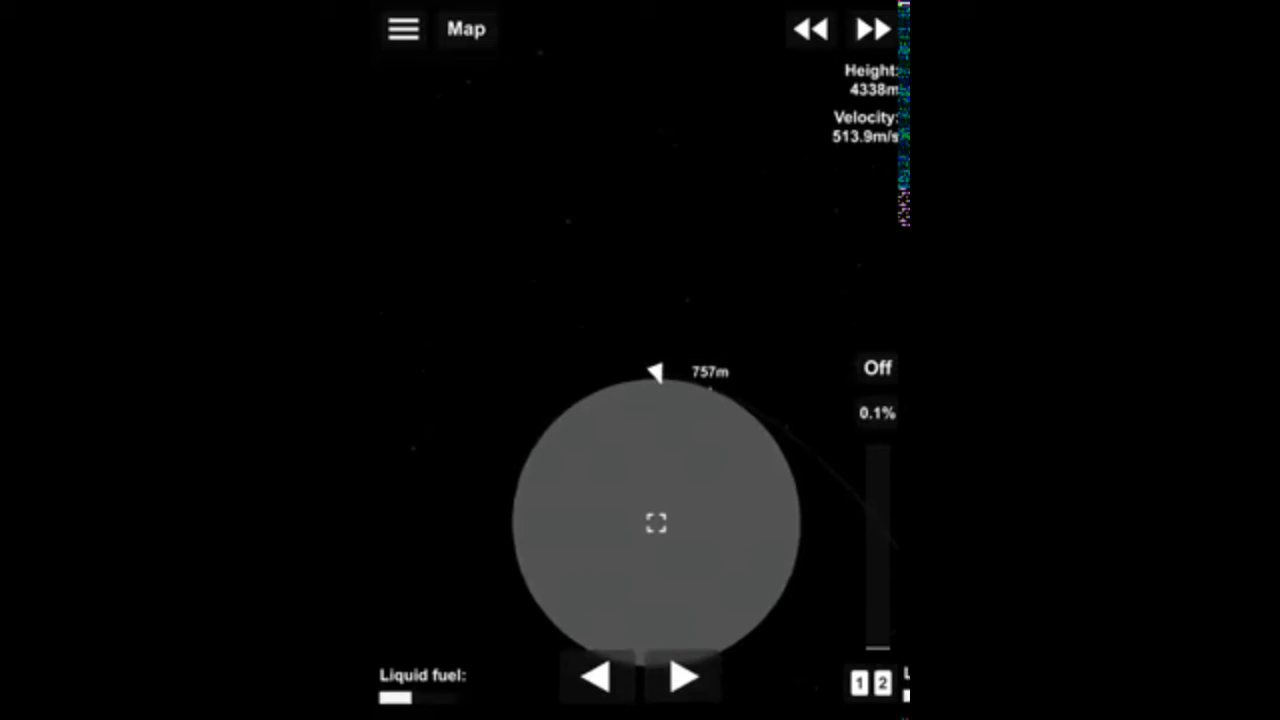 Map
Height:
4338m
Velocity:
513.9m/s
757m
Off
0.1%
Liquid fuel:
1 2
L